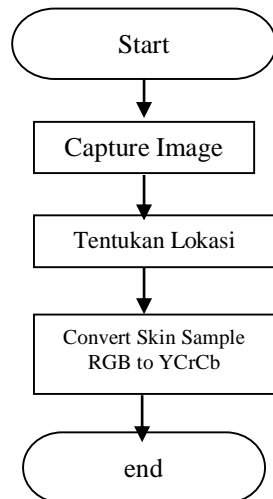 Start
Capture Image
Tentukan Lokasi
Convert Skin Sample
RGB to YCrCb
end